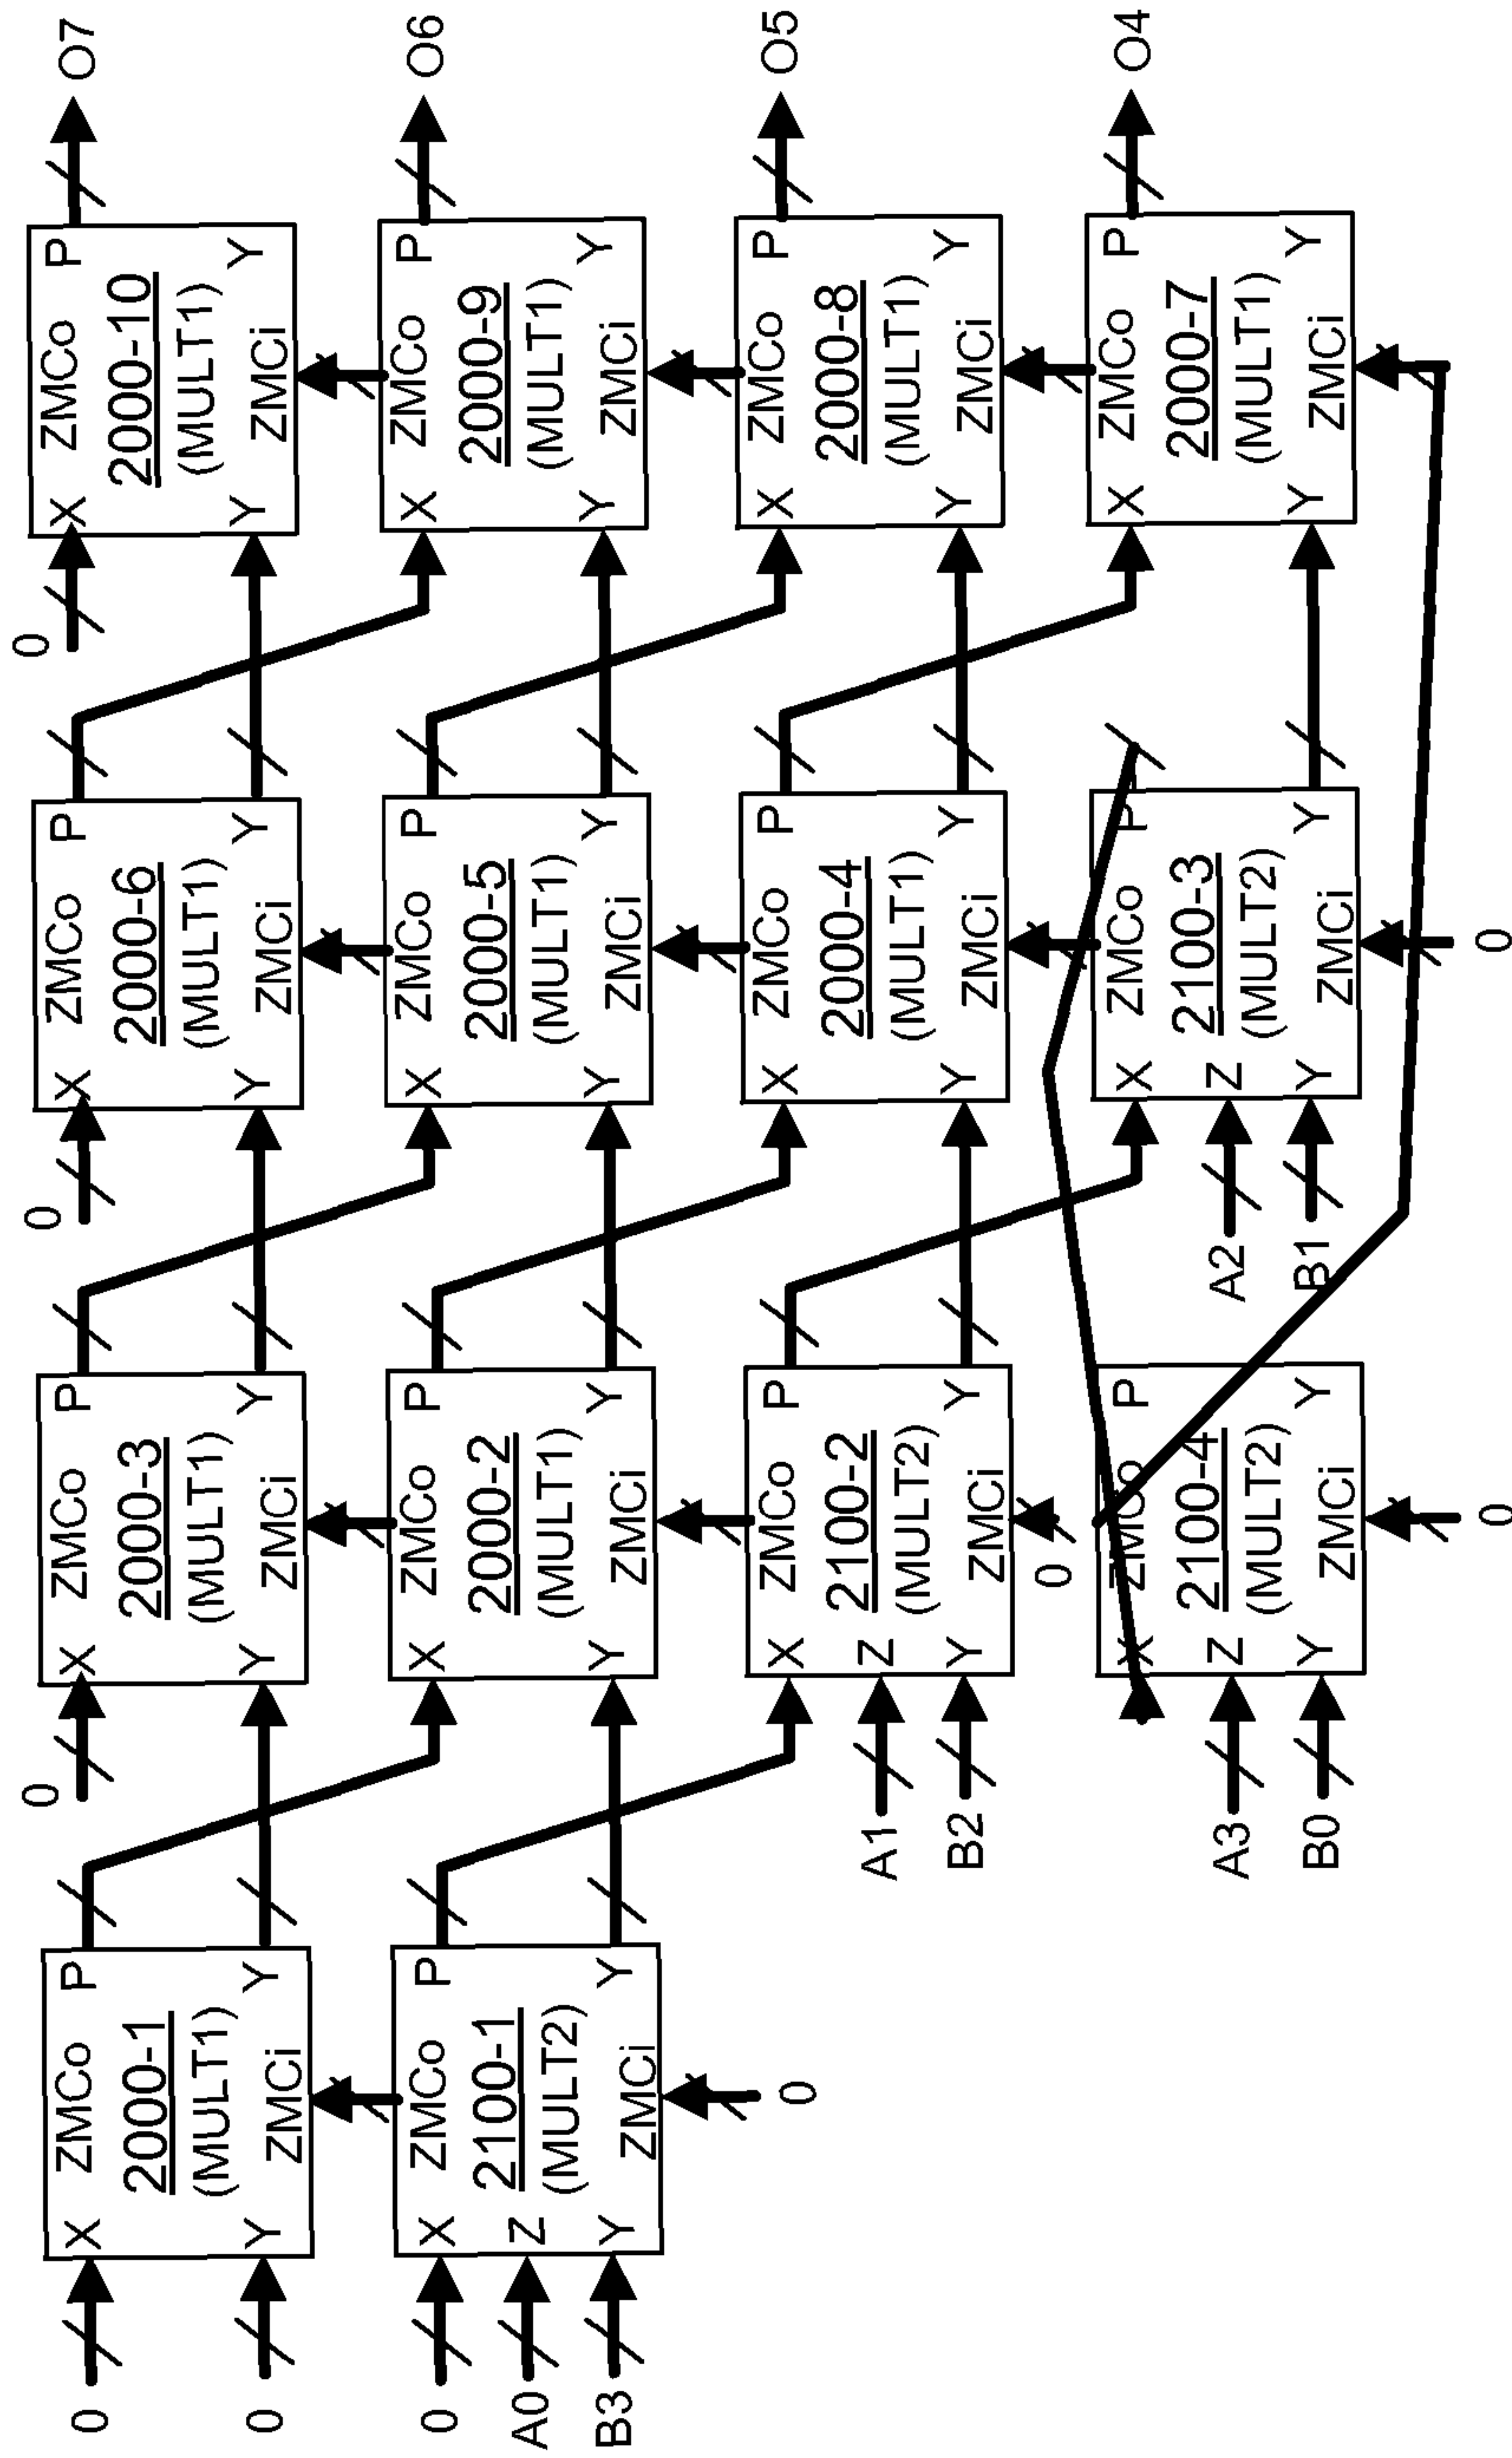 O7
O6
O5
O4
X ZMCo P
2000-10
(MULT1)
Y ZMCi Y
X ZMCo P
2000-9
(MULT1)
Y ZMCi Y
X ZMCo P
2000-8
(MULT1)
Y ZMCi Y
X ZMCo P
2000-7
(MULT1)
Y ZMCi Y
0
X ZMCo P
2000-6
(MULT1)
Y ZMCi Y
X ZMCo P
2000-5
(MULT1)
Y ZMCi Y
X ZMCo P
2000-4
(MULT1)
Y ZMCi Y
X ZMCo P
2100-3
Z (MULT2)
Y ZMCi Y
0
0
A2
B1
X ZMCo P
2000-3
(MULT1)
Y ZMCi Y
X ZMCo P
2000-2
(MULT1)
Y ZMCi Y
X ZMCo P
2100-2
Z (MULT2)
Y ZMCi Y
0
X ZMCo P
2100-4
Z (MULT2)
Y ZMCi Y
0
0
A1
B2
A3
B0
X ZMCo P
2000-1
(MULT1)
Y ZMCi Y
X ZMCo P
2100-1
Z (MULT2)
Y ZMCi Y
0
0
0
0
A0
B3